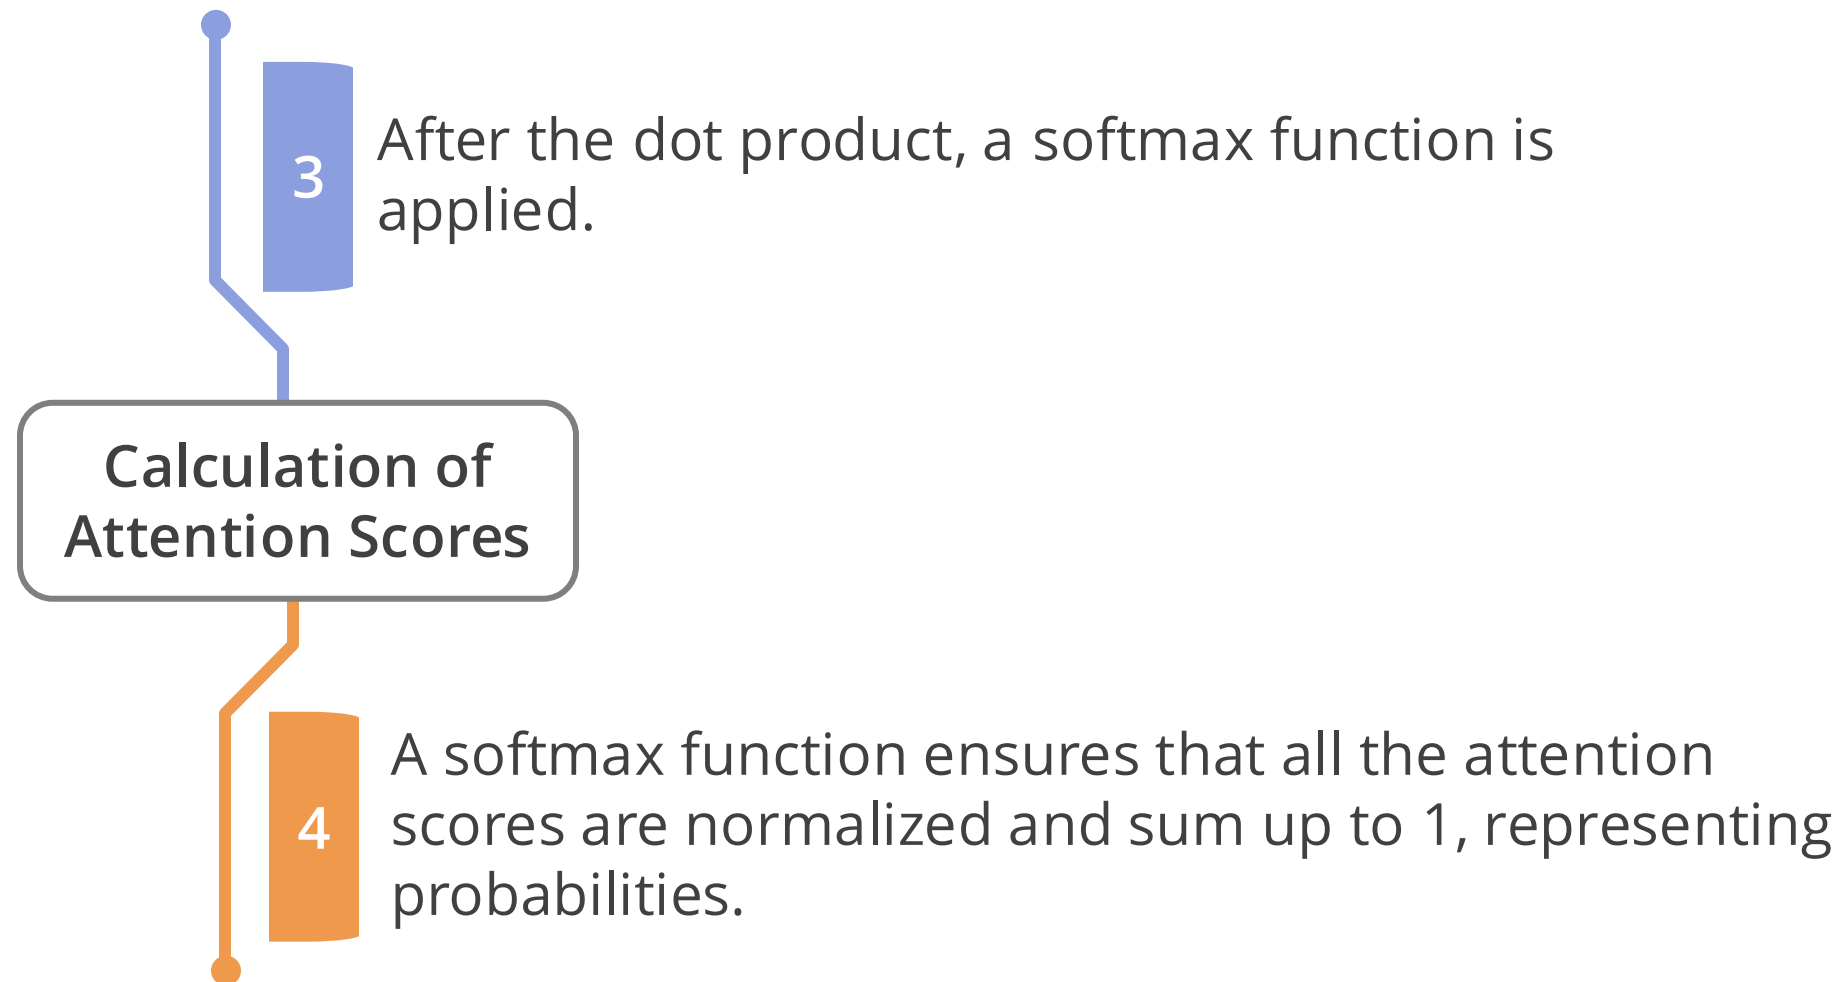 3
After the dot product, a softmax function is
applied.
Calculation of
Attention Scores
4
A softmax function ensures that all the attention
scores are normalized and sum up to 1, representing
probabilities.